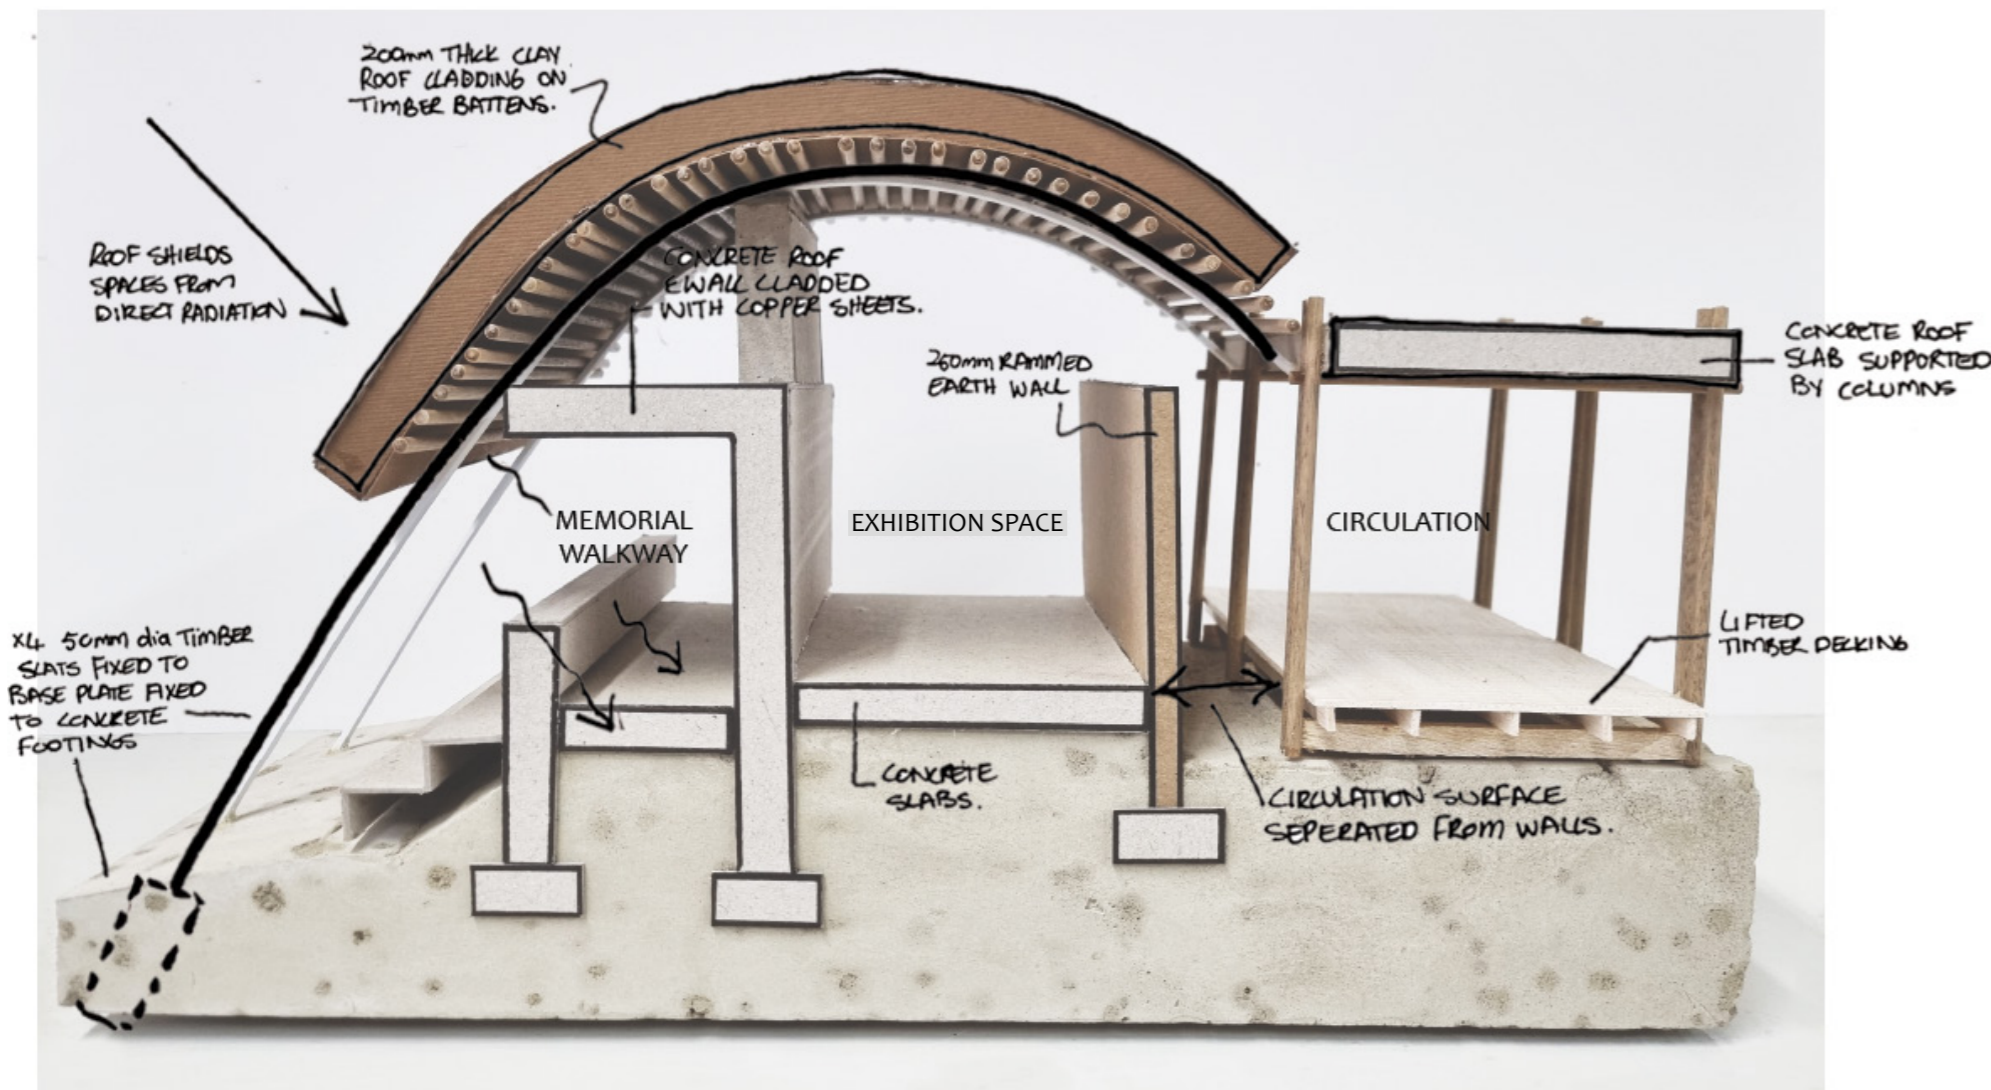 200mm THICK CLAY
ROOF CLADDING ON
TIMBER BATTENS.
ROOF SHIELDS
SPACES FROM
DIRECT RADIATION
CONCRETE ROOF
& WALL CLADDED
WITH COPPER SHEETS.
250mm RAMMED
EARTH WALL
CONCRETE ROOF
SLAB SUPPORTED
BY COLUMNS
MEMORIAL
WALKWAY
EXHIBITION SPACE
CIRCULATION
X4 50mm dia TIMBER
SLATS FIXED TO
BASE PLATE FIXED
TO CONCRETE
FOOTINGS
LIFTED
TIMBER DECKING
CONCRETE
SLABS.
CIRCULATION SURFACE
SEPERATED FROM WALLS.